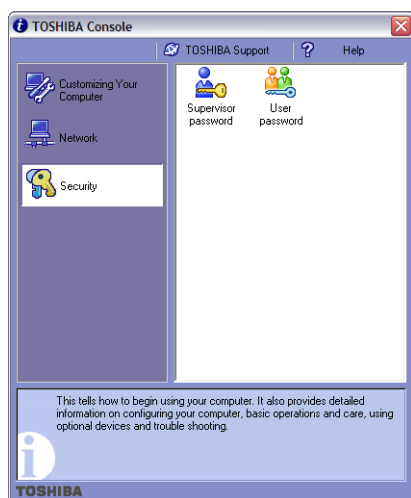 TOSHIBA Console
TOSHIBA Support
Help
Customizing Your
Computer
Network
Security
Supervisor
password
User
password
This tells how to begin using your computer. It also provides detailed
information on configuring your computer, basic operations and care, using
optional devices and trouble shooting.
TOSHIBA